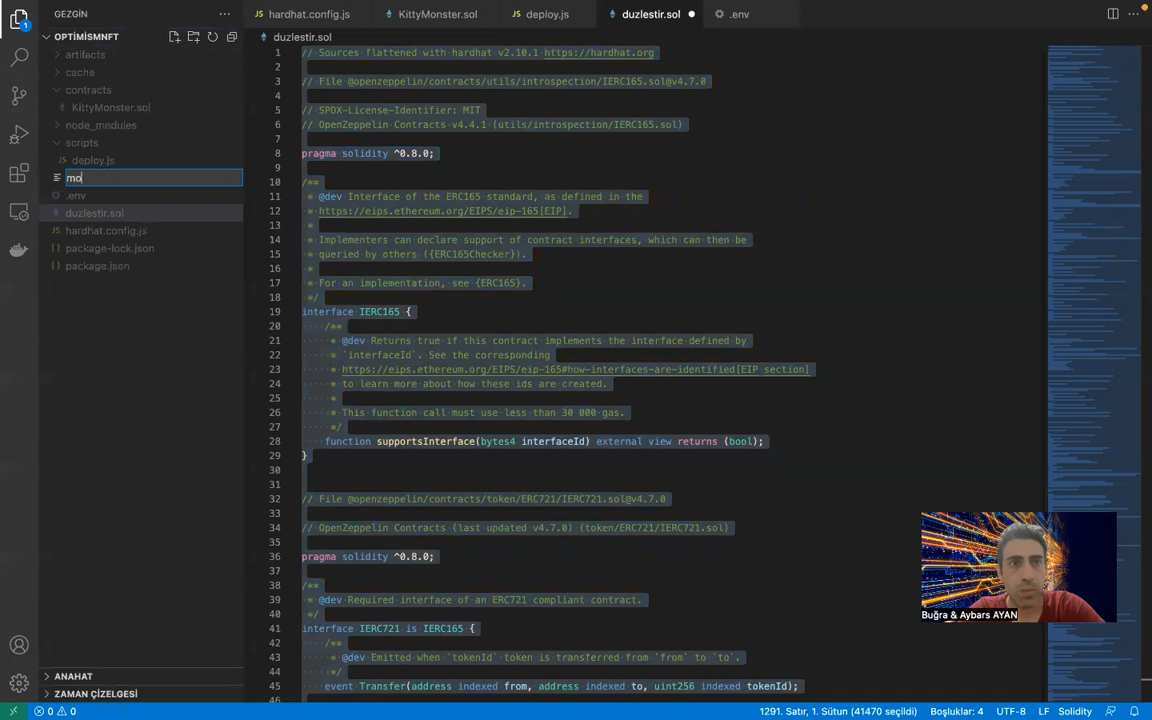 GEZGİN
OPTİMİSMNFT
artifacts
cache
contracts
KittyMonster.sol
node_modules
scripts
deploy.js
mo
.env
duzlestir.sol
hardhat.config.js
package-lock.json
package.json
ANAHAT
ZAMAN ÇİZELGESİ
1
hardhat.config.js
KittyMonster.sol
deploy.js
duzlestir.sol
.env
duzlestir.sol
1 // Sources flattened with hardhat v2.10.1 https://hardhat.org
2
3 // File @openzeppelin/contracts/utils/introspection/IERC165.sol@v4.7.0
4
5 // SPDX-License-Identifier: MIT
6 // OpenZeppelin Contracts v4.4.1 (utils/introspection/IERC165.sol)
7
8 pragma solidity ^0.8.0;
9
10 /**
11 * @dev Interface of the ERC165 standard, as defined in the
12 * https://eips.ethereum.org/EIPS/eip-165[EIP].
13 *
14 * Implementers can declare support of contract interfaces, which can then be
15 * queried by others ({ERC165Checker}).
16 *
17 * For an implementation, see {ERC165}.
18 */
19 interface IERC165 {
20 /**
21 * @dev Returns true if this contract implements the interface defined by
22 * `interfaceId`. See the corresponding
23 * https://eips.ethereum.org/EIPS/eip-165#how-interfaces-are-identified[EIP section]
24 * to learn more about how these ids are created.
25 *
26 * This function call must use less than 30 000 gas.
27 */
28 function supportsInterface(bytes4 interfaceId) external view returns (bool);
29 }
30
31
32 // File @openzeppelin/contracts/token/ERC721/IERC721.sol@v4.7.0
33
34 // OpenZeppelin Contracts (last updated v4.7.0) (token/ERC721/IERC721.sol)
35
36 pragma solidity ^0.8.0;
37
38 /**
39 * @dev Required interface of an ERC721 compliant contract.
40 */
41 interface IERC721 is IERC165 {
42 /**
43 * @dev Emitted when `tokenId` token is transferred from `from` to `to`.
44 */
45 event Transfer(address indexed from, address indexed to, uint256 indexed tokenId);
46
Buğra & Aybars AYAN
0 0
1291. Satır, 1. Sütun (41470 seçildi)
Boşluklar: 4
UTF-8
LF
Solidity